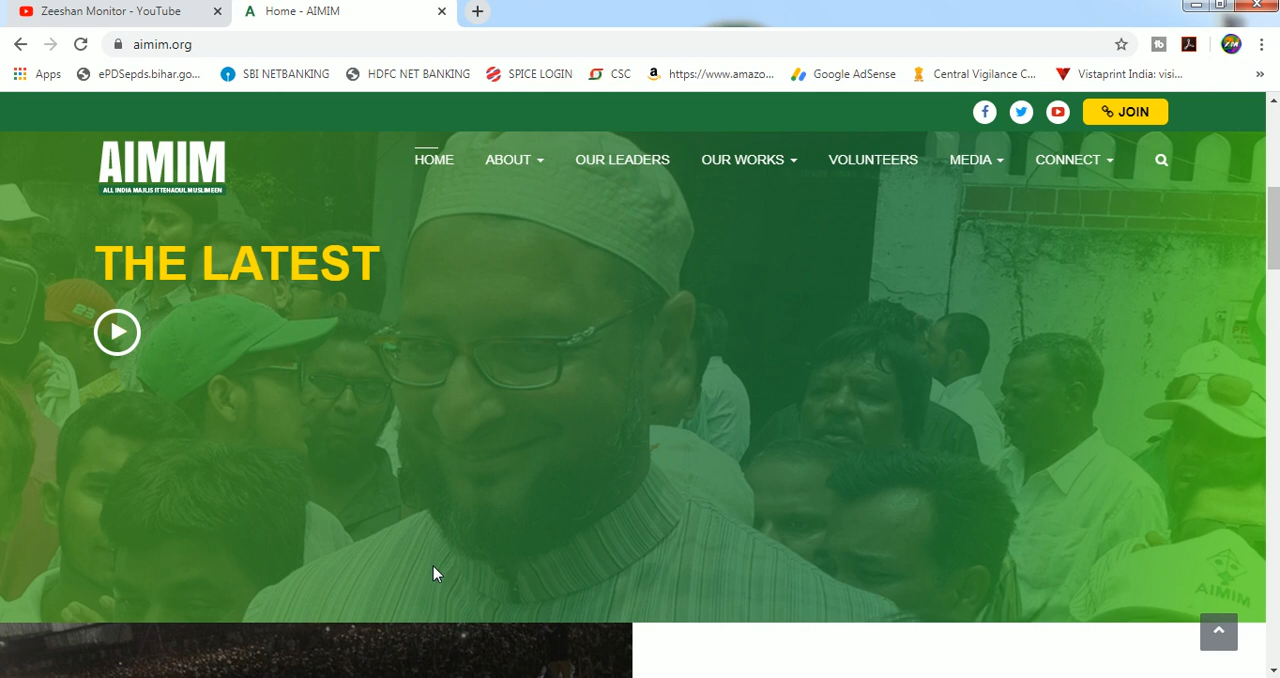 Zeeshan Monitor - YouTube
Home - AIMIM
aimim.org
Apps
ePDSepds.bihar.go...
SBI NETBANKING
HDFC NET BANKING
SPICE LOGIN
CSC
https://www.amazo...
Google AdSense
Central Vigilance C...
Vistaprint India: visi...
JOIN
AIMIM
ALL INDIA MAJLIS ITTEHADUL MUSLIMEEN
HOME
ABOUT
OUR LEADERS
OUR WORKS
VOLUNTEERS
MEDIA
CONNECT
THE LATEST
AIMIM